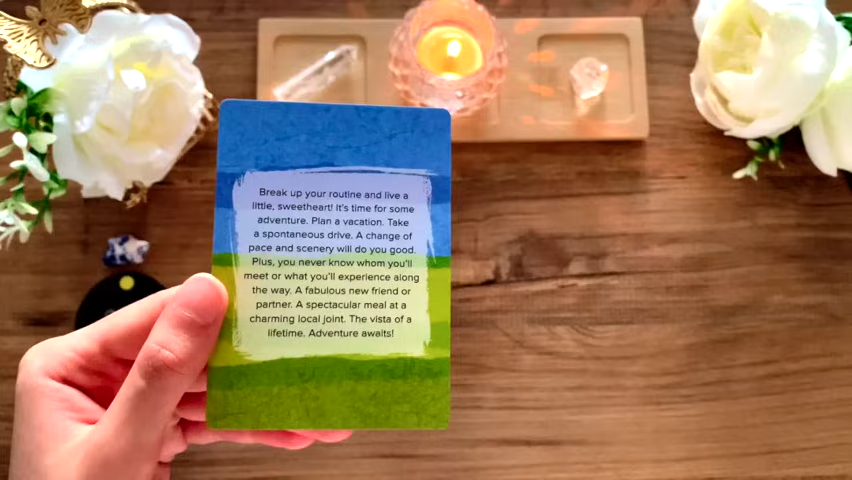 Break up your routine and live a
little, sweetheart! It's time for some
adventure. Plan a vacation. Take
a spontaneous drive. A change of
pace and scenery will do you good.
Plus, you never know whom you'll
meet or what you'll experience along
the way. A fabulous new friend or
partner. A spectacular meal at a
charming local joint. The vista of a
lifetime. Adventure awaits!